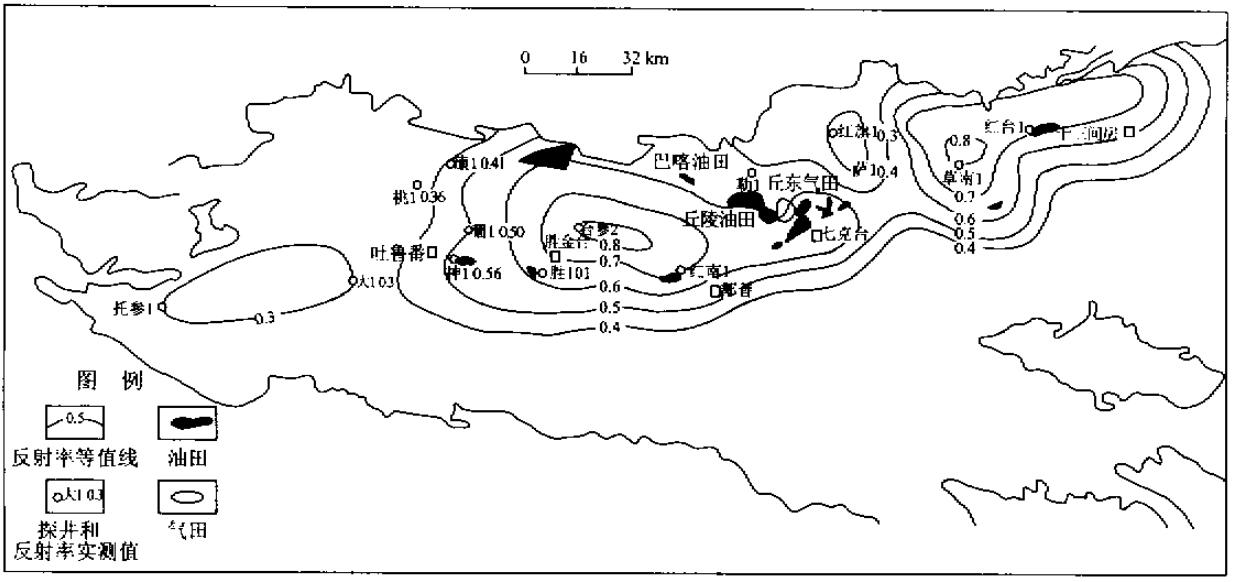 0 16 32 km
红旗1
0.3
红台1
十三间房
康1 0.41
巴喀油田
0.8
草南1
萨1
0.4
勒1
丘东气田
桃1 0.36
0.7
丘陵油田
0.6
0.5
0.4
台参2
七克台
吐鲁番
0.50
胜金口
0.8
0.7
神1 0.56
胜101
红南1
大1 0.3
0.6
鄯善
托参1
0.3
0.5
0.4
图 例
0.5
反射率等值线
油田
大1 0.3
探井和
反射率实测值
气田